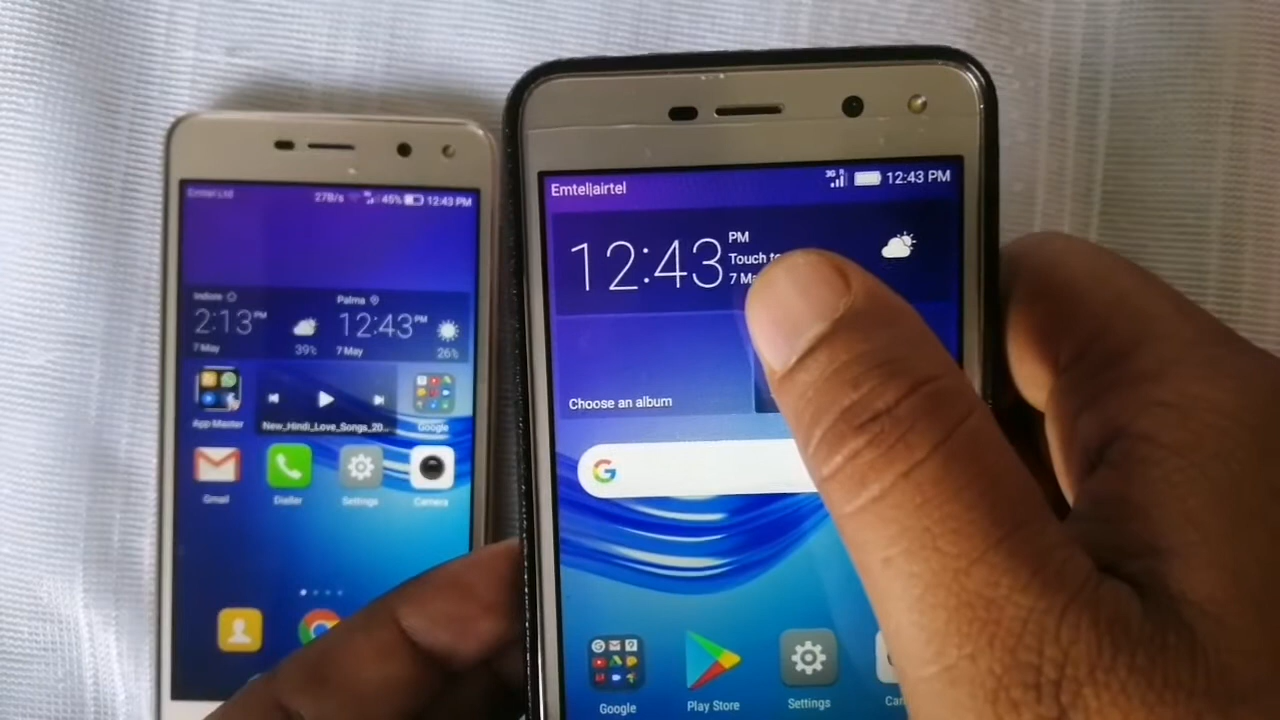 Emtel Ltd
27B/s 45% 12:43 PM
Indore Palma
2:13 PM 12:43 PM
7 May 39° 7 May 26°
App Master New_Hindi_Love_Songs_20.. Google
Gmail Dialler Settings Camera
Emtel|airtel 3G R 12:43 PM
12:43 PM
Touch
7
Choose an album
G
Google Play Store Settings